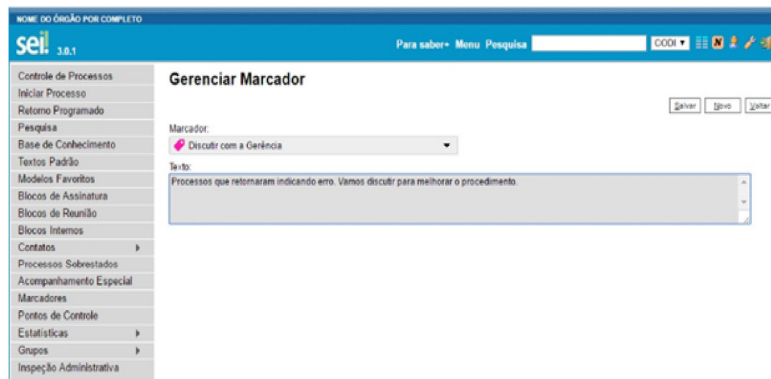 NOME DO ÓRGÃO POR COMPLETO
sei! 3.0.1
Para saber+ Menu Pesquisa CODI
Controle de Processos
Iniciar Processo
Retorno Programado
Pesquisa
Base de Conhecimento
Textos Padrão
Modelos Favoritos
Blocos de Assinatura
Blocos de Reunião
Blocos Internos
Contatos
Processos Sobrestados
Acompanhamento Especial
Marcadores
Pontos de Controle
Estatísticas
Grupos
Inspeção Administrativa
Gerenciar Marcador
Salvar Novo Voltar
Marcador:
Discutir com a Gerência
Texto:
Processos que retornaram indicando erro. Vamos discutir para melhorar o procedimento.